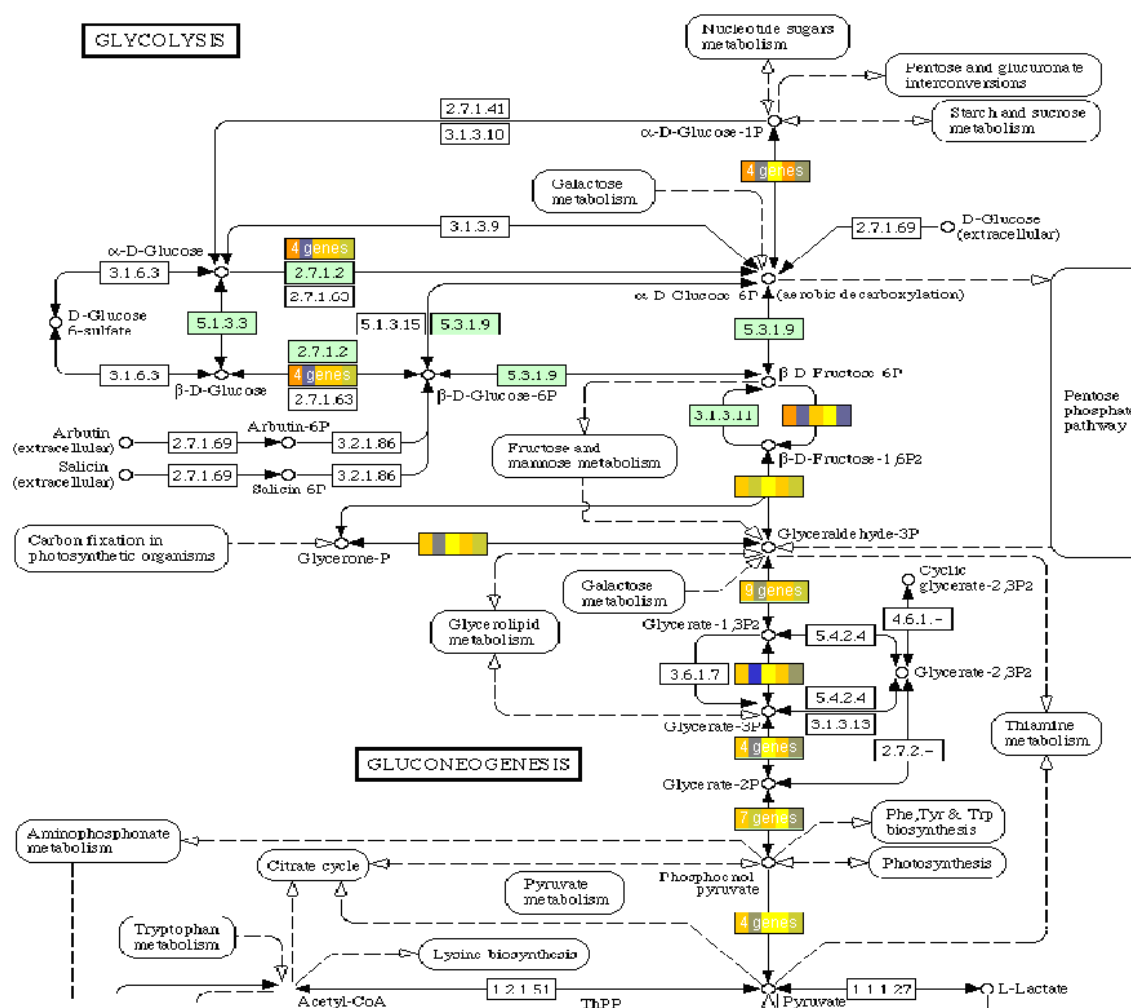 GLYCOLYSIS
Nucleotide sugars
metabolism
Pentose and glucuronate
interconversions
Starch and sucrose
metabolism
2.7.1.41
3.1.3.10
α-D-Glucose-1P
4 genes
Galactose
metabolism
3.1.3.9
2.7.1.69
D-Glucose
(extracellular)
α-D-Glucose
4 genes
3.1.6.3
2.7.1.2
2.7.1.63
α D Glucose 6P
(aerobic decarboxylation)
D-Glucose
6-sulfate
5.1.3.3
5.1.3.15
5.3.1.9
5.3.1.9
2.7.1.2
3.1.6.3
4 genes
2.7.1.63
β-D-Glucose
β-D-Glucose-6P
5.3.1.9
β D Fructose 6P
3.1.3.11
Pentose
phosphate
pathway
Arbutin
(extracellular)
2.7.1.69
Arbutin-6P
3.2.1.86
Salicin
(extracellular)
2.7.1.69
Salicin 6P
3.2.1.86
Fructose and
mannose metabolism
β-D-Fructose-1,6P2
Carbon fixation in
photosynthetic organisms
Glycerone-P
Glyceraldehyde-3P
Galactose
metabolism
9 genes
Cyclic
glycerate-2,3P2
Glycerolipid
metabolism
Glycerate-1,3P2
4.6.1.-
5.4.2.4
3.6.1.7
Glycerate-2,3P2
5.4.2.4
3.1.3.13
Glycerate-3P
2.7.2.-
Thiamine
metabolism
4 genes
GLUCONEOGENESIS
Glycerate-2P
7 genes
Aminophosphonate
metabolism
Phe,Tyr & Trp
biosynthesis
Citrate cycle
Phosphoenol
pyruvate
Photosynthesis
Pyruvate
metabolism
4 genes
Tryptophan
metabolism
Lysine biosynthesis
Acetyl-CoA
1.2.1.51
ThPP
Pyruvate
1.1.1.27
L-Lactate